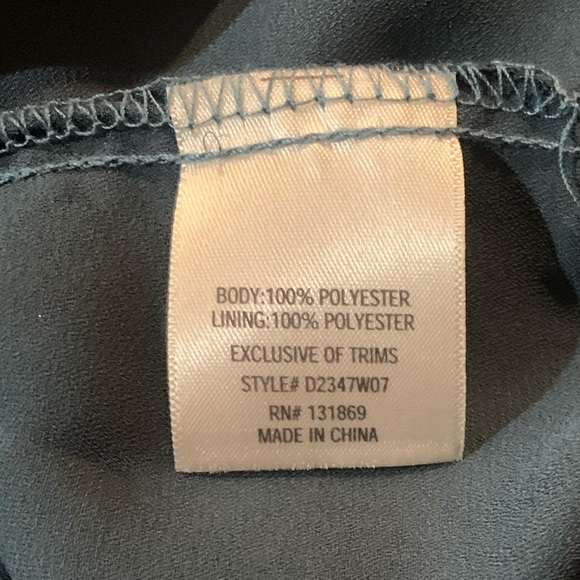 BODY:100% POLYESTER
LINING:100% POLYESTER
EXCLUSIVE OF TRIMS
STYLE# D2347W07
RN# 131869
MADE IN CHINA